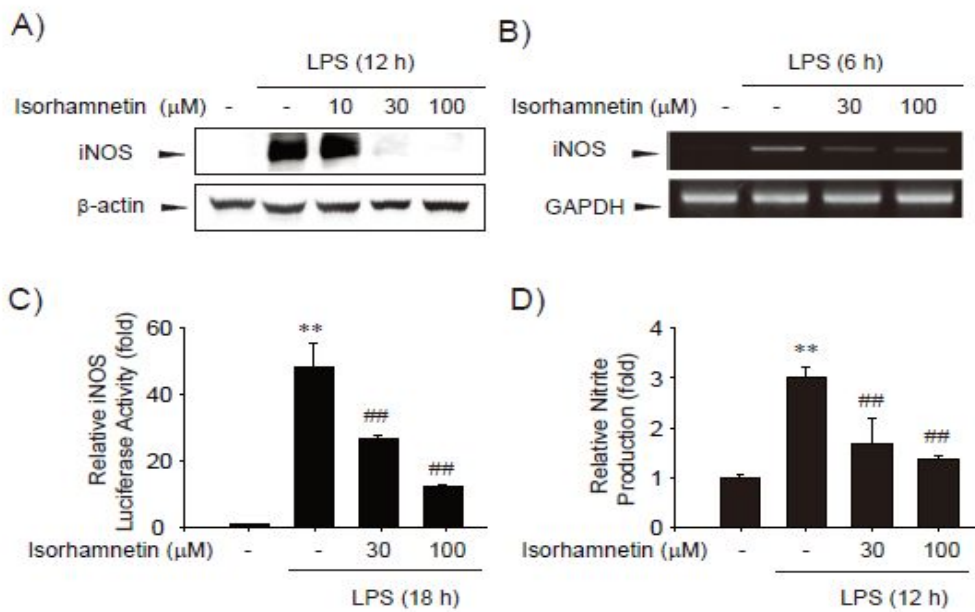 A)
LPS (12 h)
Isorhamnetin (μM) - - 10 30 100
iNOS
β-actin
B)
LPS (6 h)
Isorhamnetin (μM) - - 30 100
iNOS
GAPDH
C)
Relative iNOS
Luciferase Activity (fold)
60
40
20
0
**
##
##
Isorhamnetin (μM) - - 30 100
LPS (18 h)
D)
Relative Nitrite
Production (fold)
4
3
2
1
0
**
##
##
Isorhamnetin (μM) - - 30 100
LPS (12 h)